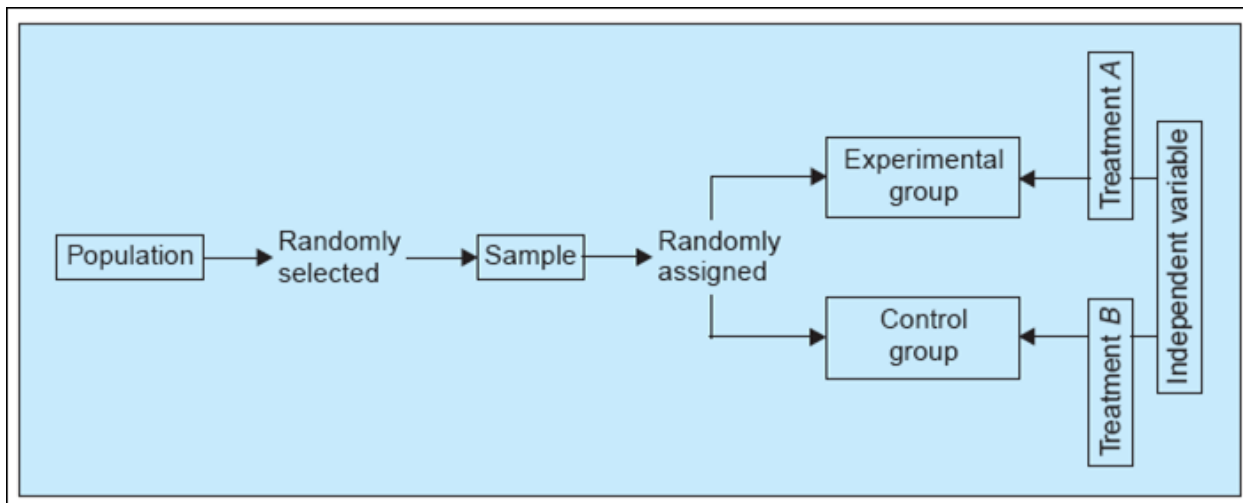 Population
Randomly
selected
Sample
Randomly
assigned
Experimental
group
Control
group
Treatment A
Treatment B
Independent variable